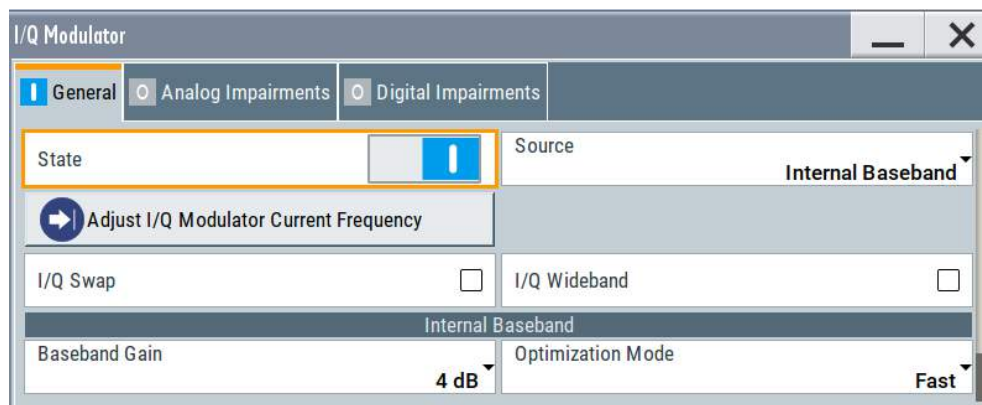 I/Q Modulator
General
Analog Impairments
Digital Impairments
State
Source
Internal Baseband
Adjust I/Q Modulator Current Frequency
I/Q Swap
I/Q Wideband
Internal Baseband
Baseband Gain
4 dB
Optimization Mode
Fast